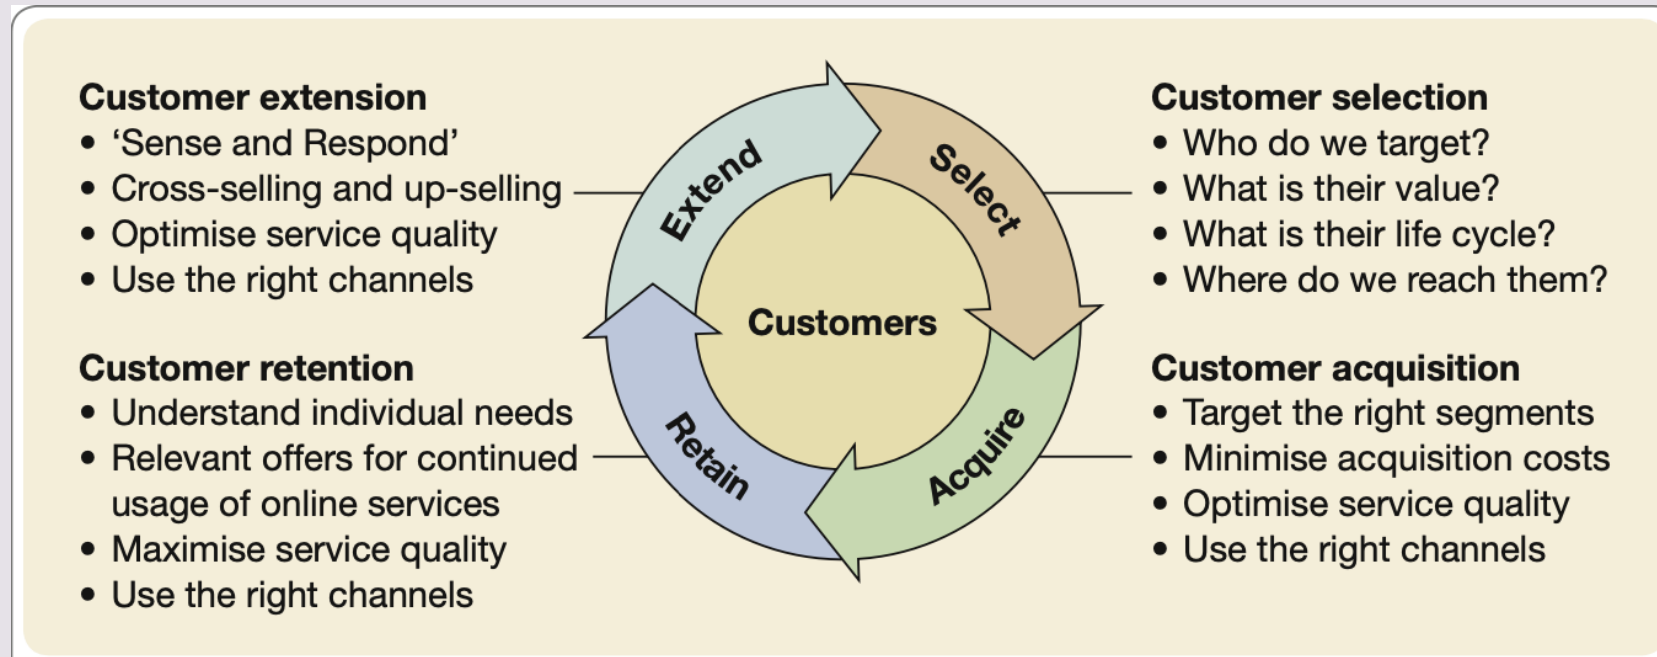 Customer extension
• ‘Sense and Respond’
• Cross-selling and up-selling
• Optimise service quality
• Use the right channels
Customer retention
• Understand individual needs
• Relevant offers for continued
usage of online services
• Maximise service quality
• Use the right channels
Extend
Select
Customers
Retain
Acquire
Customer selection
• Who do we target?
• What is their value?
• What is their life cycle?
• Where do we reach them?
Customer acquisition
• Target the right segments
• Minimise acquisition costs
• Optimise service quality
• Use the right channels